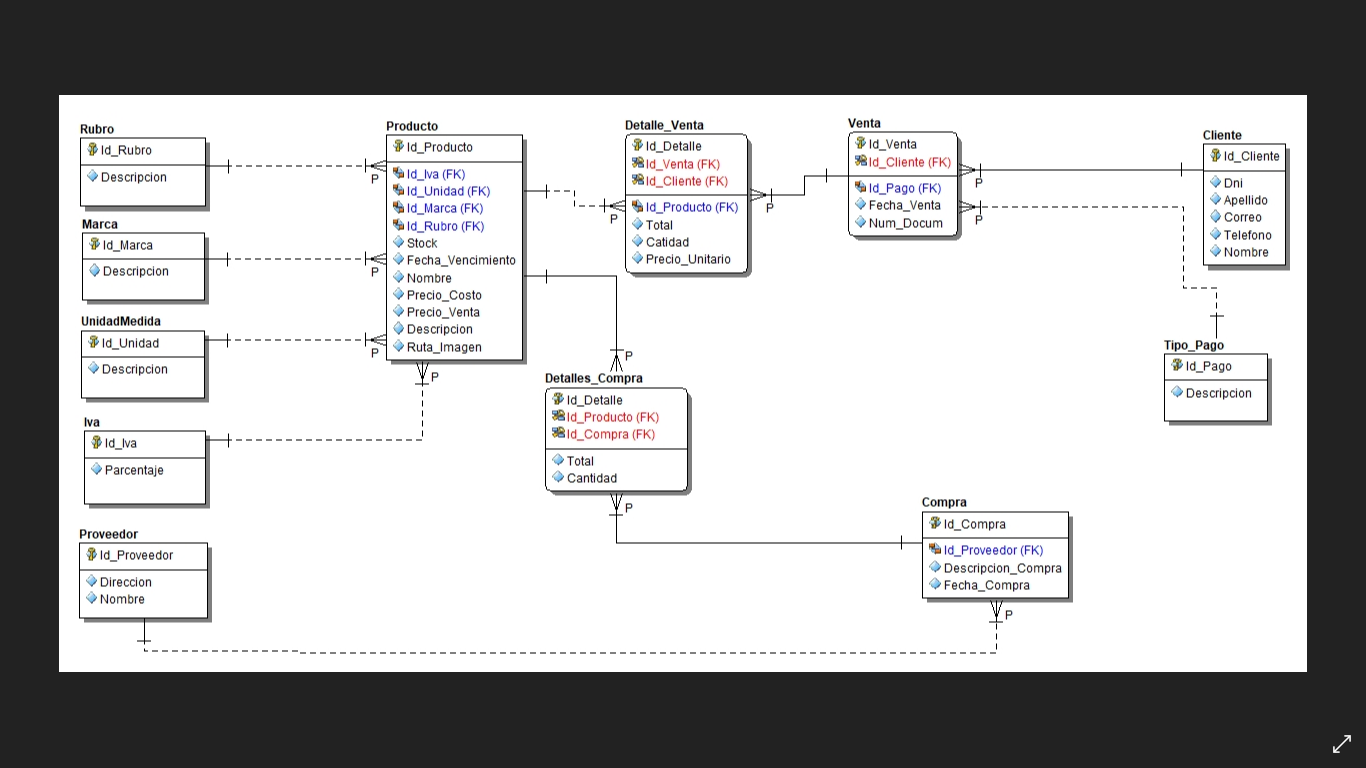 Rubro
Id_Rubro
Descripcion
Marca
Id_Marca
Descripcion
UnidadMedida
Id_Unidad
Descripcion
Iva
Id_Iva
Parcentaje
Proveedor
Id_Proveedor
Direccion
Nombre
Producto
Id_Producto
Id_Iva (FK)
Id_Unidad (FK)
Id_Marca (FK)
Id_Rubro (FK)
Stock
Fecha_Vencimiento
Nombre
Precio_Costo
Precio_Venta
Descripcion
Ruta_Imagen
P
P
P
P
Detalle_Venta
Id_Detalle
Id_Venta (FK)
Id_Cliente (FK)
Id_Producto (FK)
Total
Catidad
Precio_Unitario
P
P
Detalles_Compra
Id_Detalle
Id_Producto (FK)
Id_Compra (FK)
Total
Cantidad
P
P
Venta
Id_Venta
Id_Cliente (FK)
Id_Pago (FK)
Fecha_Venta
Num_Docum
P
P
Cliente
Id_Cliente
Dni
Apellido
Correo
Telefono
Nombre
Tipo_Pago
Id_Pago
Descripcion
Compra
Id_Compra
Id_Proveedor (FK)
Descripcion_Compra
Fecha_Compra
P